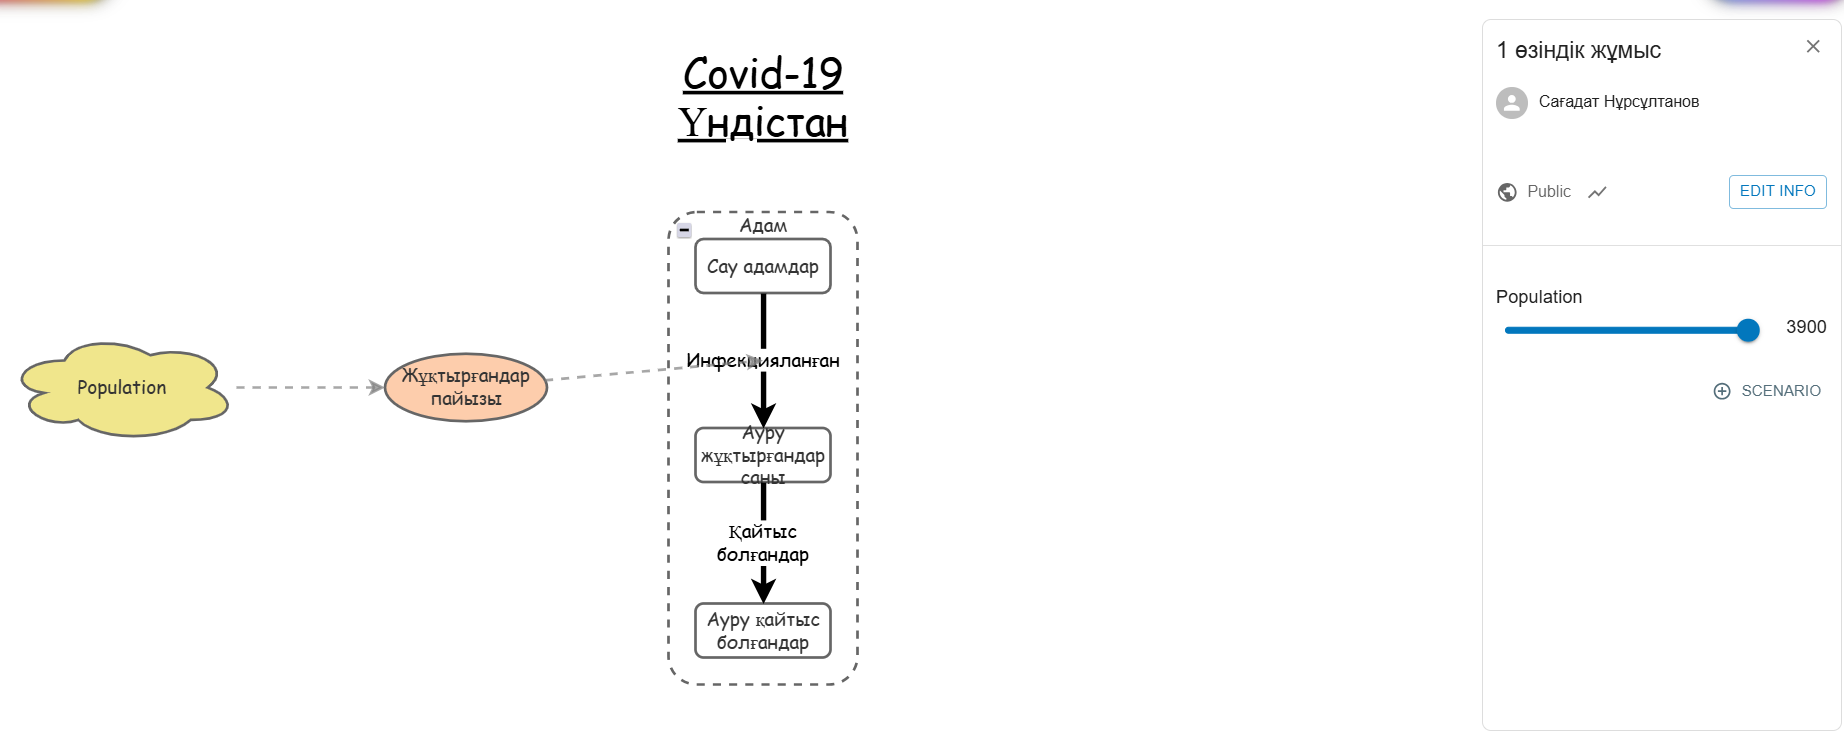 Covid-19
Үндістан
Адам
Сау адамдар
Инфекцияланған
Population
Жұқтырғандар
пайызы
Ауру
жұқтырғандар
саны
Қайтыс
болғандар
Ауру қайтыс
болғандар
1 өзіндік жұмыс
Сағадат Нұрсұлтанов
Public
EDIT INFO
Population
3900
SCENARIO